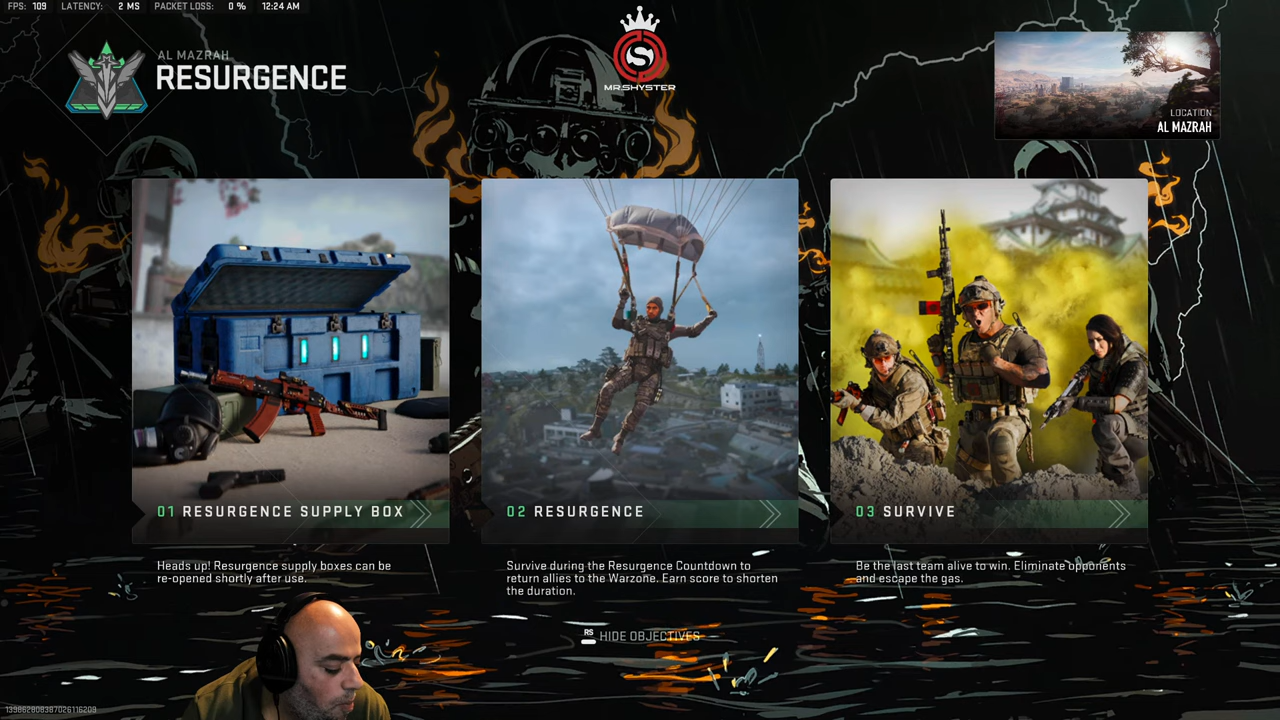 FPS: 109 LATENCY: 2 MS PACKET LOSS: 0 % 12:24 AM
AL MAZRAH
RESURGENCE
S
MR.SHYSTER
LOCATION
AL MAZRAH
01 RESURGENCE SUPPLY BOX
02 RESURGENCE
03 SURVIVE
Heads up! Resurgence supply boxes can be
re-opened shortly after use.
Survive during the Resurgence Countdown to
return allies to the Warzone. Earn score to shorten
the duration.
Be the last team alive to win. Eliminate opponents
and escape the gas.
RS HIDE OBJECTIVES